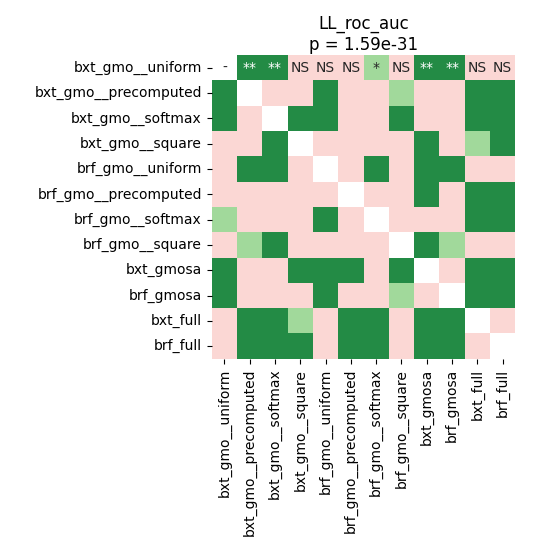 LL_roc_auc
p = 1.59e-31
bxt_gmo__uniform - ** ** NS NS NS * NS ** ** NS NS
bxt_gmo__precomputed
bxt_gmo__softmax
bxt_gmo__square
brf_gmo__uniform
brf_gmo__precomputed
brf_gmo__softmax
brf_gmo__square
bxt_gmosa
brf_gmosa
bxt_full
brf_full
bxt_gmo__uniform
bxt_gmo__precomputed
bxt_gmo__softmax
bxt_gmo__square
brf_gmo__uniform
brf_gmo__precomputed
brf_gmo__softmax
brf_gmo__square
bxt_gmosa
brf_gmosa
bxt_full
brf_full